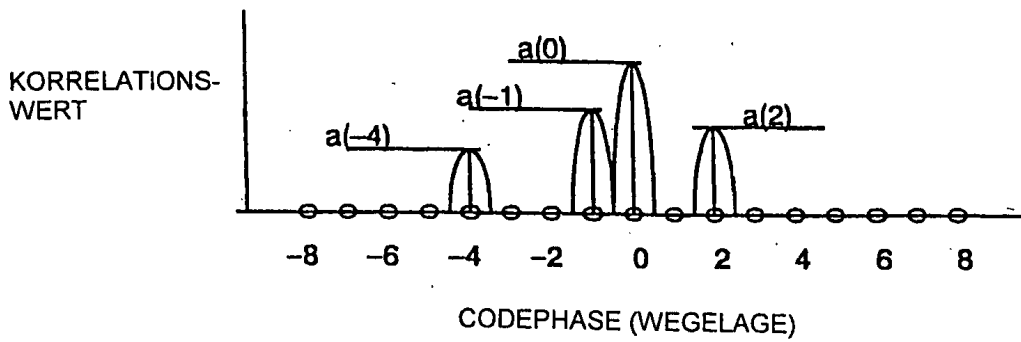 a(0)
KORRELATIONS-
WERT
a(–1)
a(2)
a(–4)
–8 –6 –4 –2 0 2 4 6 8
CODEPHASE (WEGELAGE)